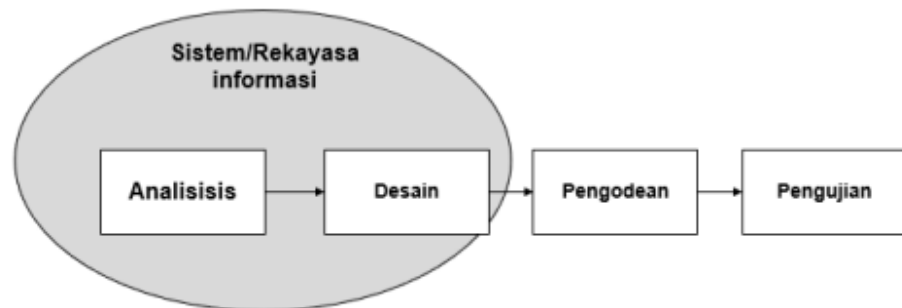 Sistem/Rekayasa
informasi
Analisisis
Desain
Pengodean
Pengujian